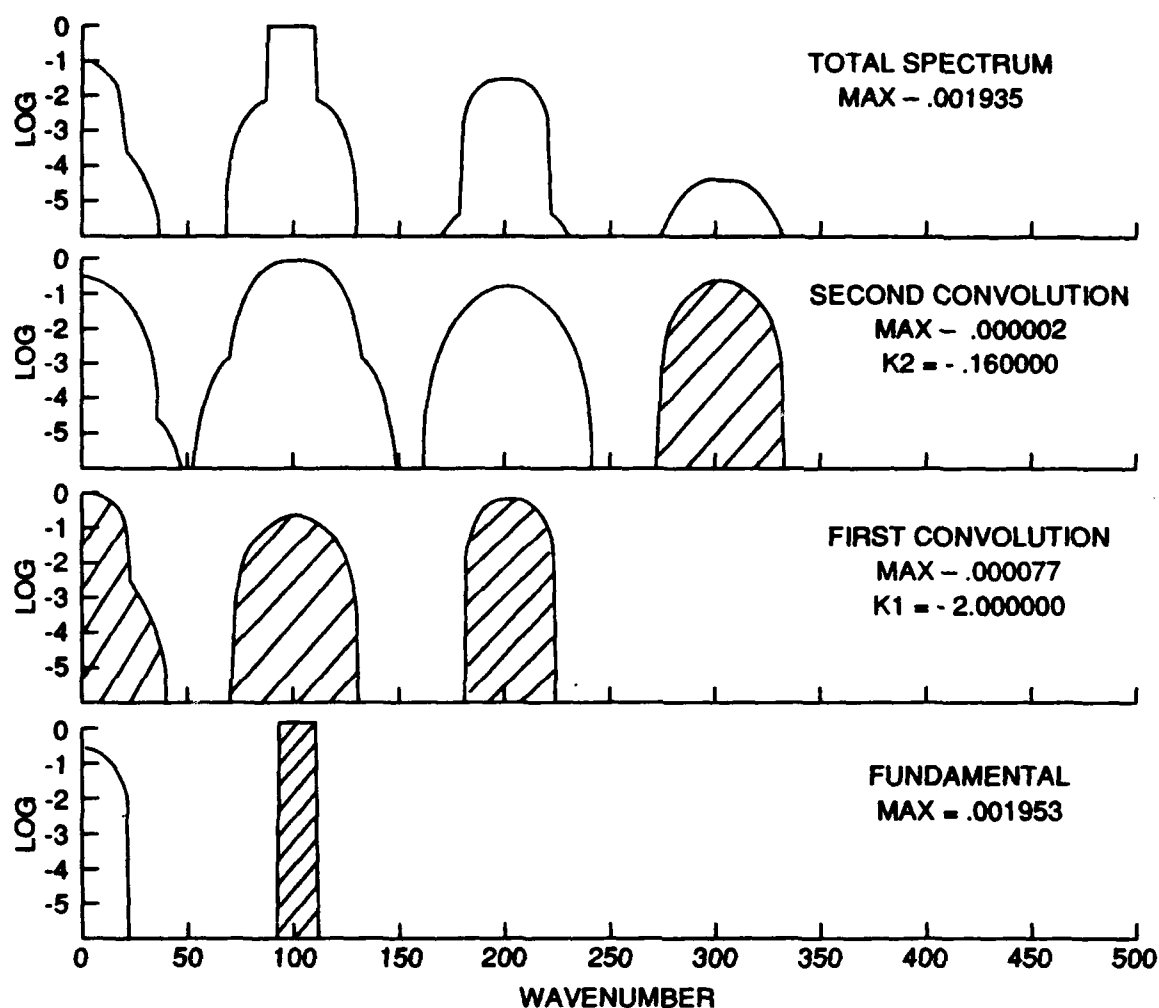 0
-1
-2
-3
-4
-5
LOG
TOTAL SPECTRUM
MAX – .001935
0
-1
-2
-3
-4
-5
LOG
SECOND CONVOLUTION
MAX – .000002
K2 = - .160000
0
-1
-2
-3
-4
-5
LOG
FIRST CONVOLUTION
MAX – .000077
K1 = - 2.000000
0
-1
-2
-3
-4
-5
LOG
FUNDAMENTAL
MAX = .001953
0 50 100 150 200 250 300 350 400 450 500
WAVENUMBER